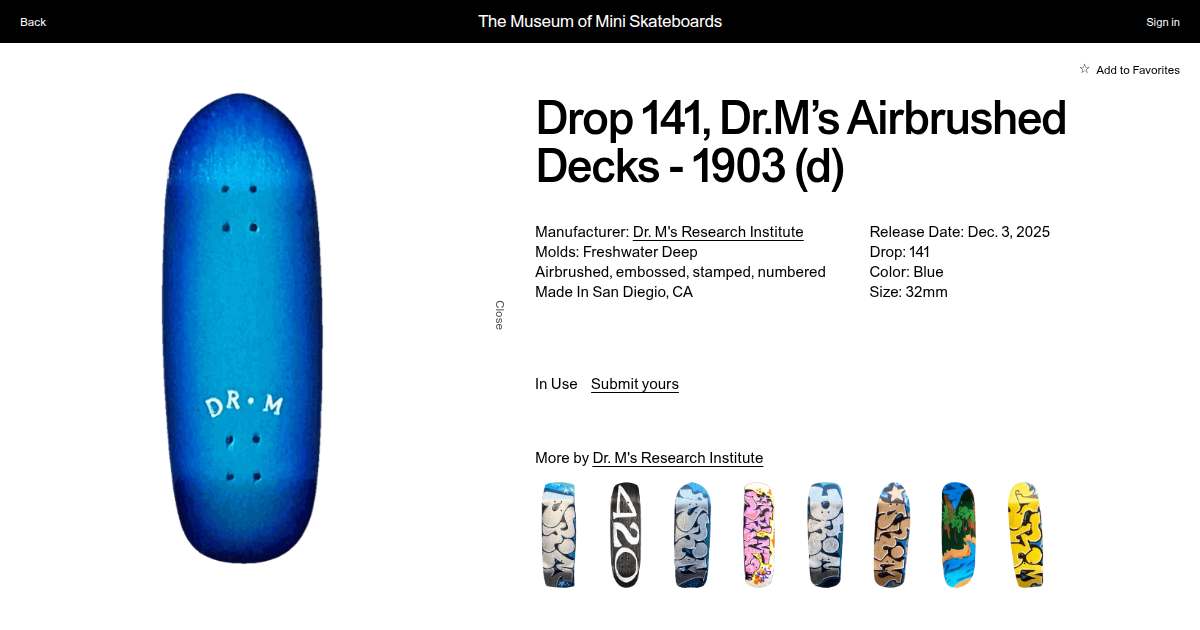 Back
The Museum of Mini Skateboards
Sign in
☆ Add to Favorites
Drop 141, Dr.M’s Airbrushed
Decks - 1903 (d)
Manufacturer: Dr. M's Research Institute
Molds: Freshwater Deep
Airbrushed, embossed, stamped, numbered
Made In San Diegio, CA
Release Date: Dec. 3, 2025
Drop: 141
Color: Blue
Size: 32mm
Close
DR • M
In Use Submit yours
More by Dr. M's Research Institute
420